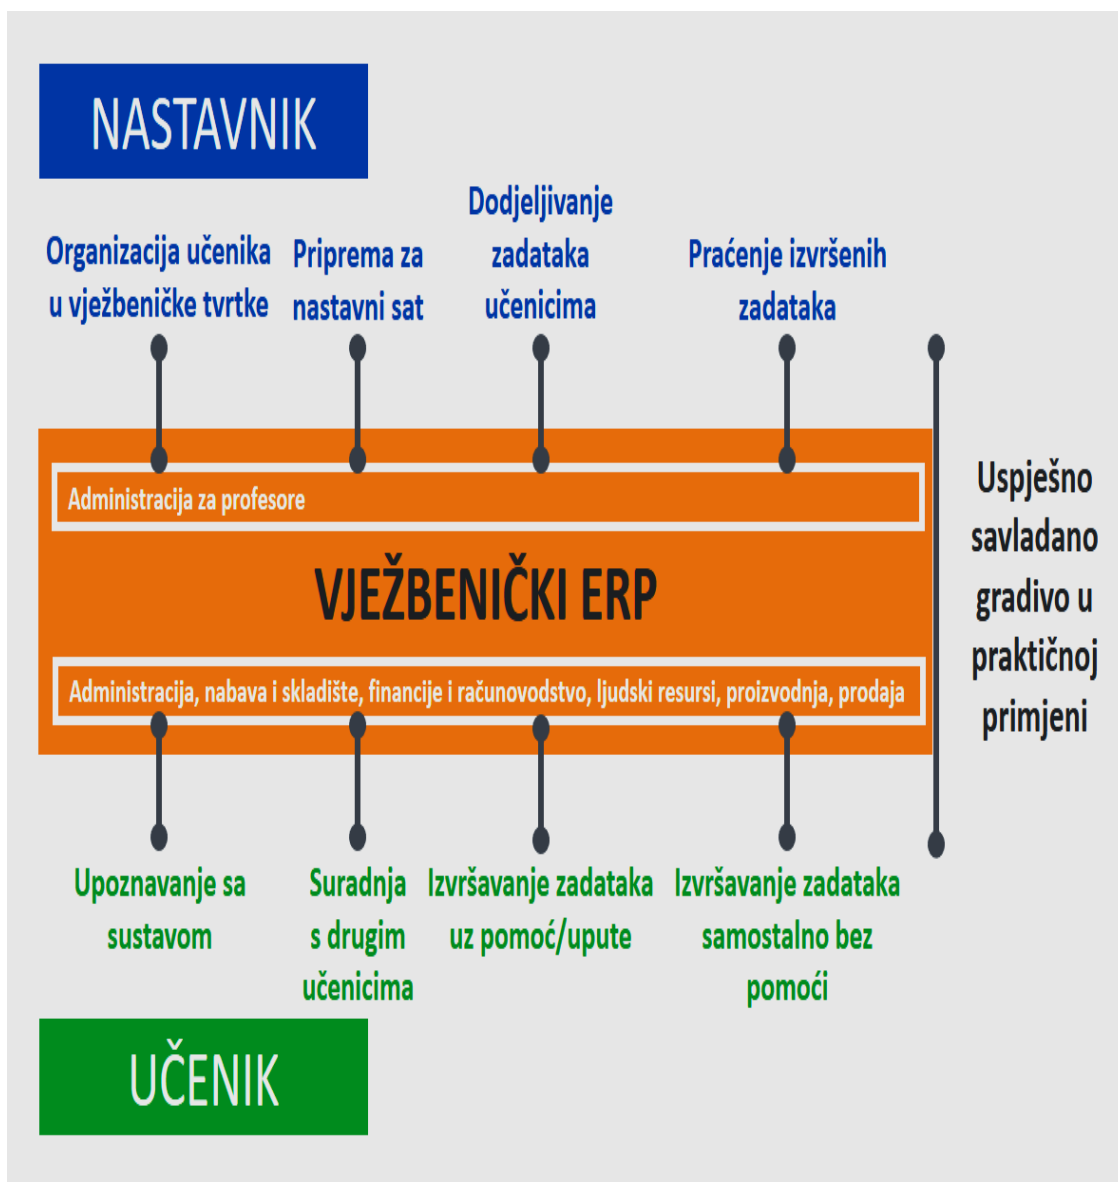 NASTAVNIK
Organizacija učenika
u vježbeničke tvrtke
Priprema za
nastavni sat
Dodjeljivanje
zadataka
učenicima
Praćenje izvršenih
zadataka
Administracija za profesore
VJEŽBENIČKI ERP
Administracija, nabava i skladište, financije i računovodstvo, ljudski resursi, proizvodnja, prodaja
Uspješno
savladano
gradivo u
praktičnoj
primjeni
Upoznavanje sa
sustavom
Suradnja
s drugim
učenicima
Izvršavanje zadataka
uz pomoć/upute
Izvršavanje zadataka
samostalno bez
pomoći
UČENIK